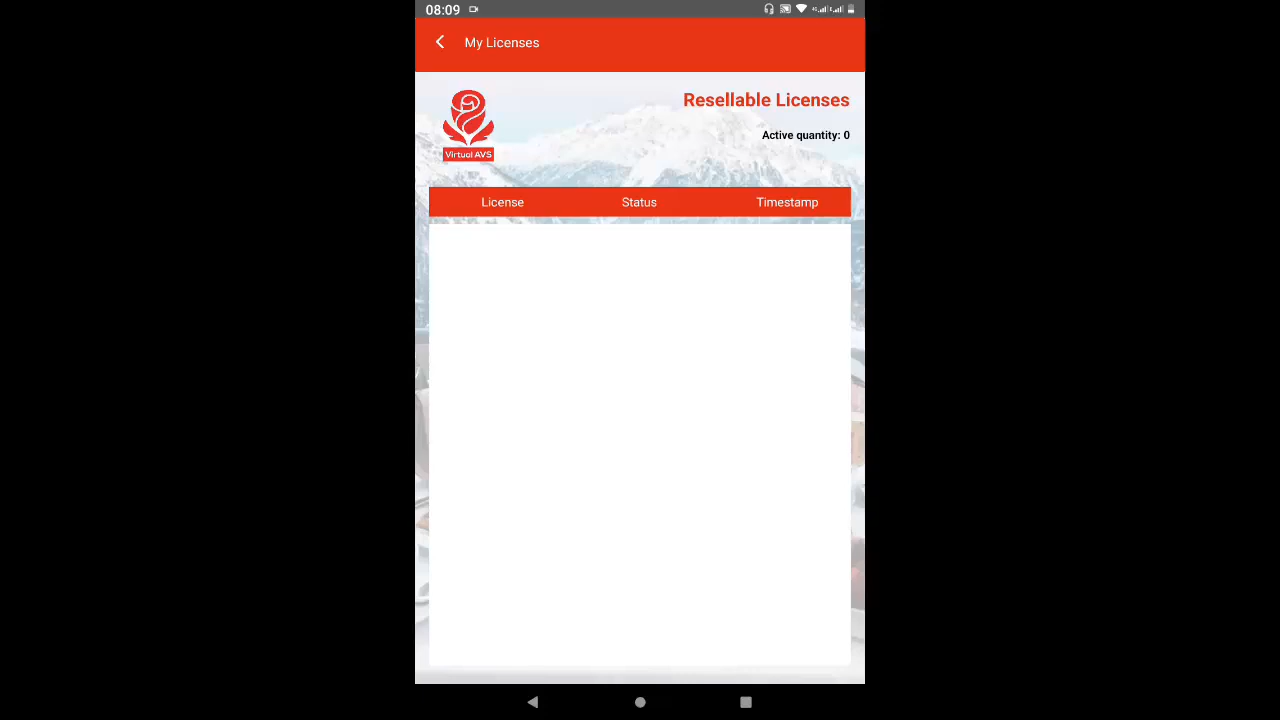 08:09
My Licenses
Resellable Licenses
Active quantity: 0
Virtual AVS
License Status Timestamp